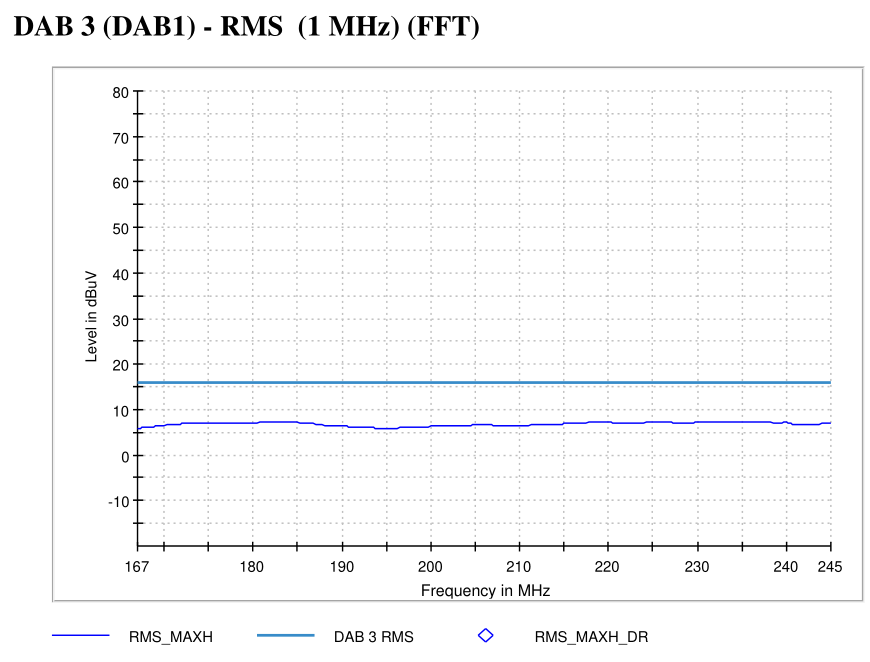 DAB 3 (DAB1) - RMS  (1 MHz) (FFT)
80
70
60
50
40
30
20
10
0
-10
Level in dBuV
167 180 190 200 210 220 230 240 245
Frequency in MHz
RMS_MAXH DAB 3 RMS RMS_MAXH_DR